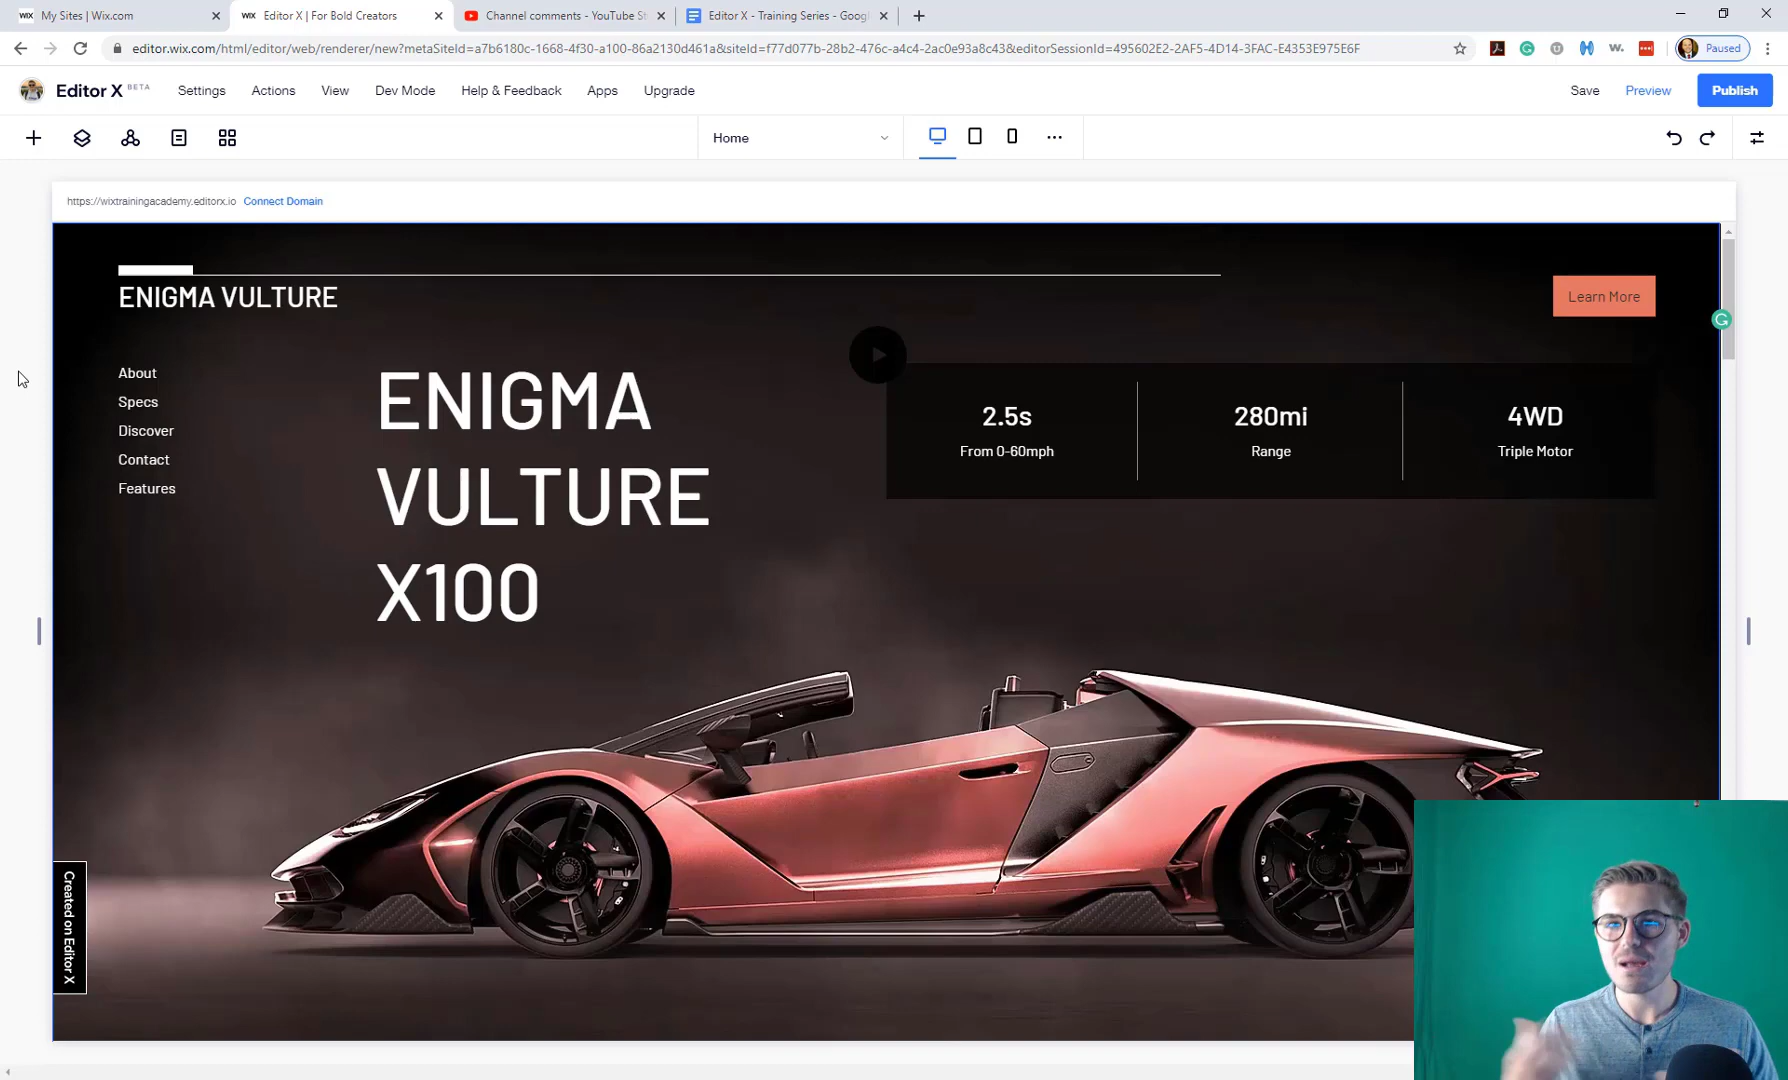 WIX My Sites | Wix.com
WIX Editor X | For Bold Creators
Channel comments - YouTube St
Editor X - Training Series - Googl
editor.wix.com/html/editor/web/renderer/new?metaSiteId=a7b6180c-1668-4f30-a100-86a2130d461a&siteId=f77d077b-28b2-476c-a4c4-2ac0e93a8c43&editorSessionId=495602E2-2AF5-4D14-3FAC-E4353E975E6F
w.
Paused
Editor X BETA
Settings
Actions
View
Dev Mode
Help & Feedback
Apps
Upgrade
Save
Preview
Publish
Home
https://wixtrainingacademy.editorx.io Connect Domain
ENIGMA VULTURE
Learn More
About
Specs
Discover
Contact
Features
ENIGMA
VULTURE
X100
2.5s
From 0-60mph
280mi
Range
4WD
Triple Motor
Created on Editor X